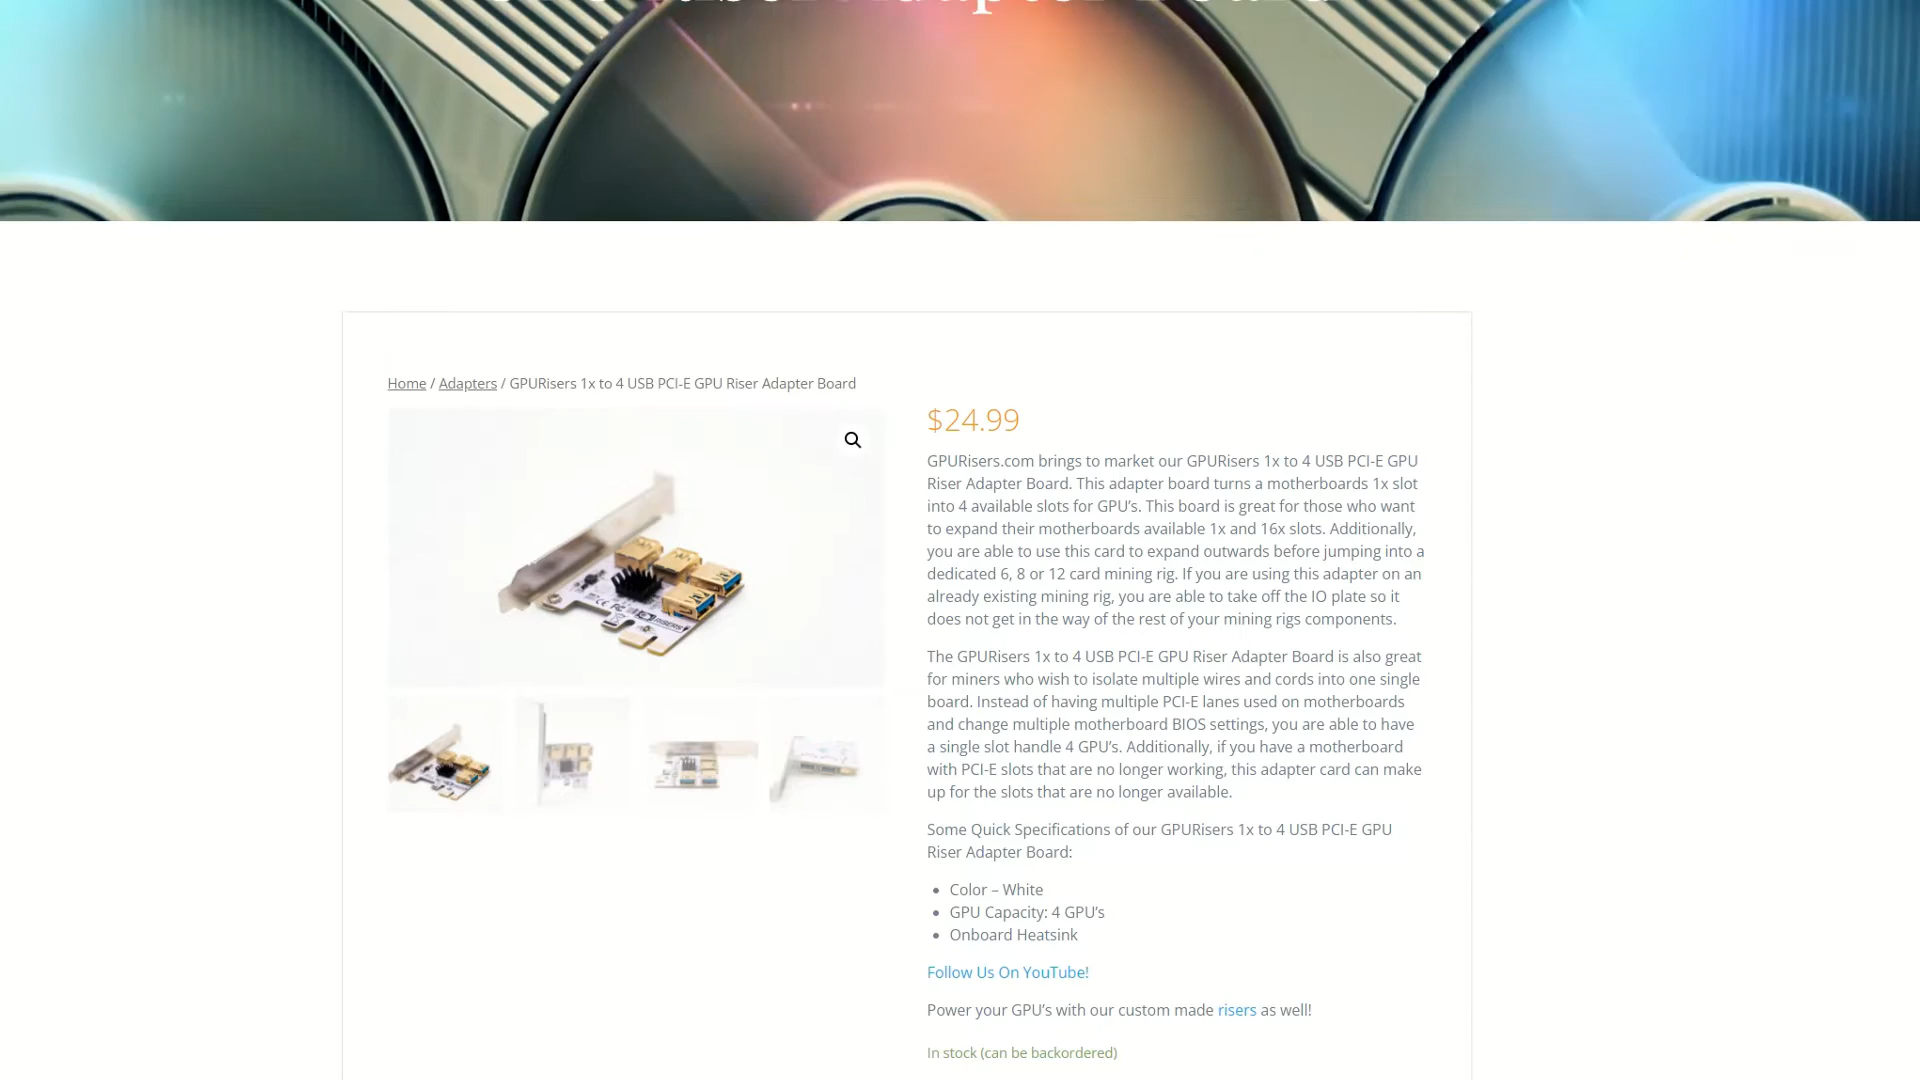 Adapter Board
Home / Adapters / GPURisers 1x to 4 USB PCI-E GPU Riser Adapter Board
$24.99
GPURisers.com brings to market our GPURisers 1x to 4 USB PCI-E GPU
Riser Adapter Board. This adapter board turns a motherboards 1x slot
into 4 available slots for GPU’s. This board is great for those who want
to expand their motherboards available 1x and 16x slots. Additionally,
you are able to use this card to expand outwards before jumping into a
dedicated 6, 8 or 12 card mining rig. If you are using this adapter on an
already existing mining rig, you are able to take off the IO plate so it
does not get in the way of the rest of your mining rigs components.
The GPURisers 1x to 4 USB PCI-E GPU Riser Adapter Board is also great
for miners who wish to isolate multiple wires and cords into one single
board. Instead of having multiple PCI-E lanes used on motherboards
and change multiple motherboard BIOS settings, you are able to have
a single slot handle 4 GPU’s. Additionally, if you have a motherboard
with PCI-E slots that are no longer working, this adapter card can make
up for the slots that are no longer available.
Some Quick Specifications of our GPURisers 1x to 4 USB PCI-E GPU
Riser Adapter Board:
Color – White
GPU Capacity: 4 GPU’s
Onboard Heatsink
Follow Us On YouTube!
Power your GPU’s with our custom made risers as well!
In stock (can be backordered)